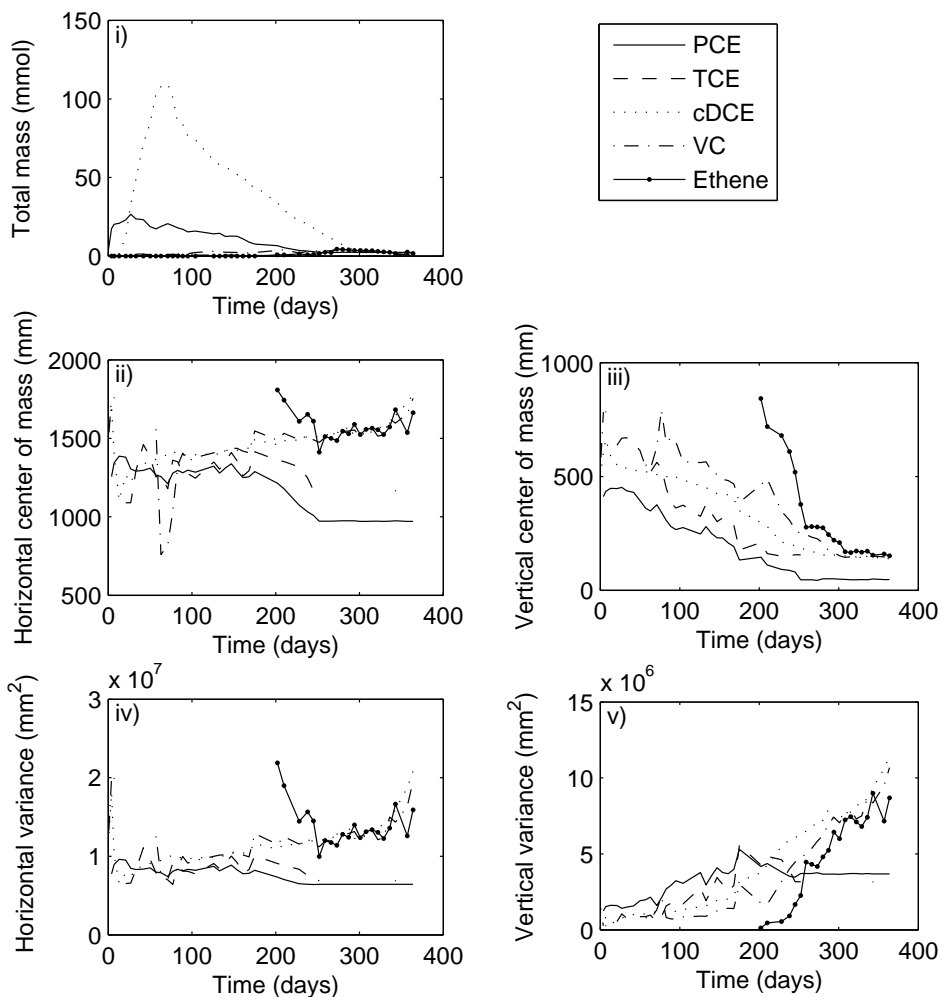 i)
Total mass (mmol)
150
100
50
0
0 100 200 300 400
Time (days)
PCE
TCE
cDCE
VC
Ethene
ii)
Horizontal center of mass (mm)
2000
1500
1000
500
0 100 200 300 400
Time (days)
iii)
Vertical center of mass (mm)
1000
500
0
0 100 200 300 400
Time (days)
x 10^7
iv)
Horizontal variance (mm²)
3
2
1
0
0 100 200 300 400
Time (days)
x 10^6
v)
Vertical variance (mm²)
15
10
5
0
0 100 200 300 400
Time (days)